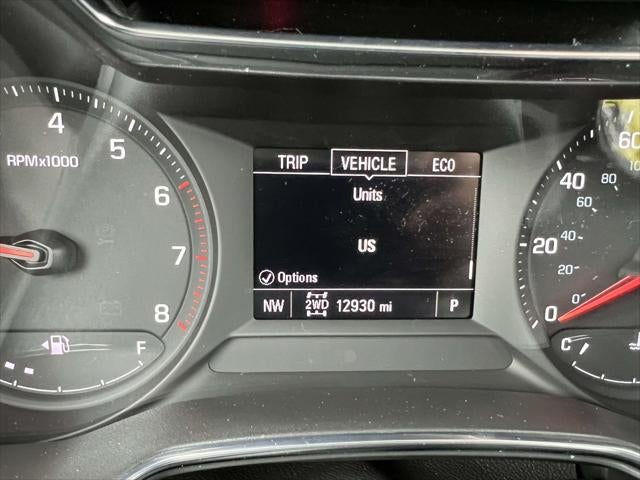 4
5
6
7
8
RPMx1000
F
TRIP VEHICLE ECO
Units
US
Options
NW 2WD 12930 mi P
60
40
20
0
80
60
40
20
0
C